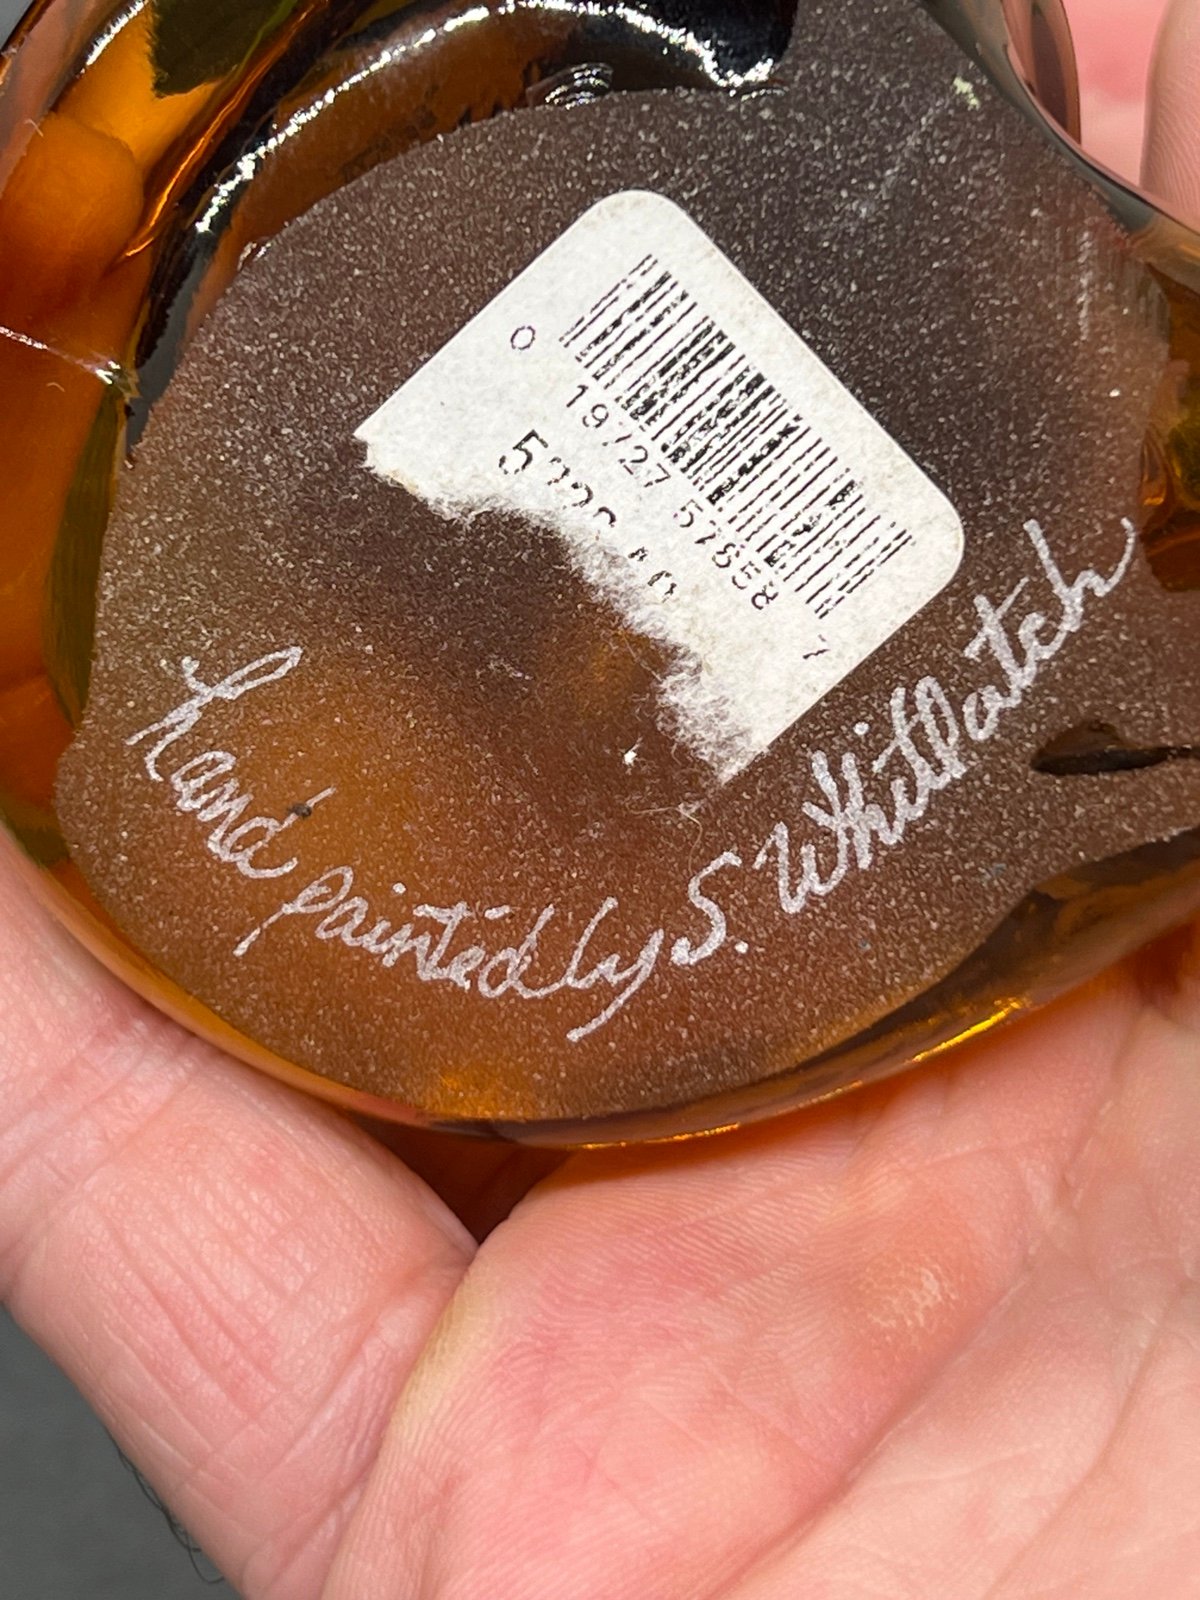 0 19727 57858 7
hand painted by S. Whitlatch